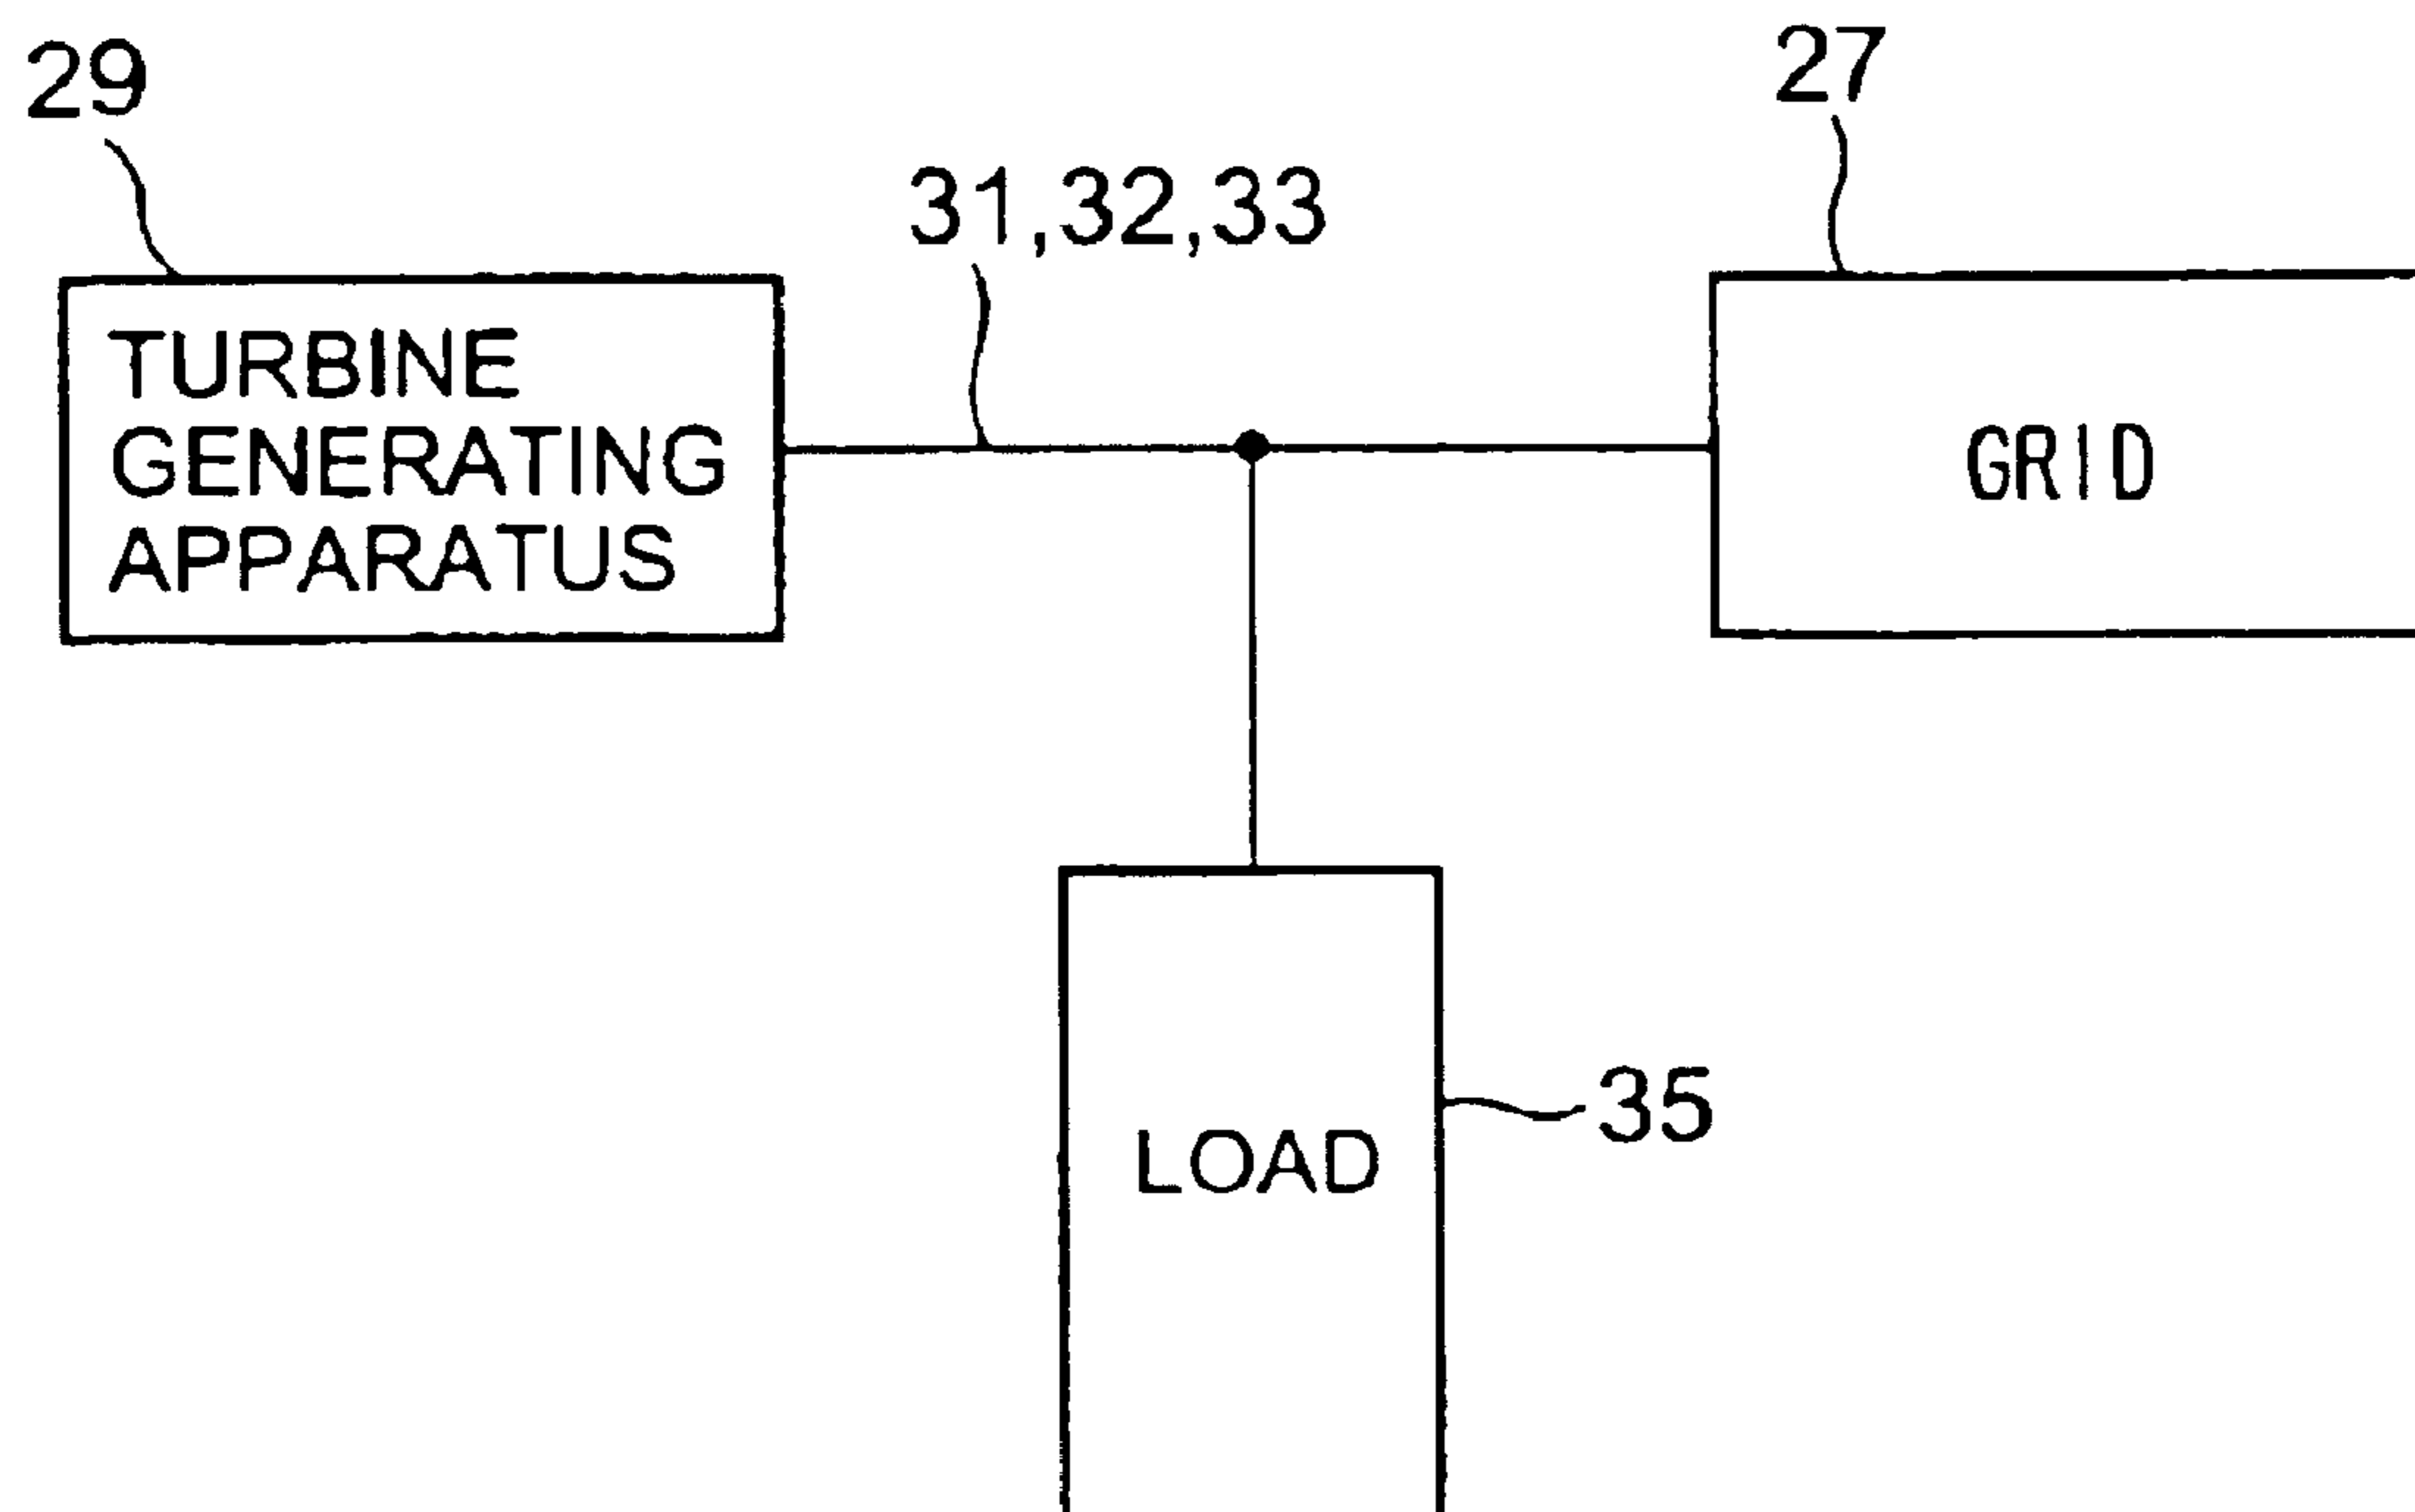 29
27
31,32,33
TURBINE
GENERATING
APPARATUS
GRID
35
LOAD